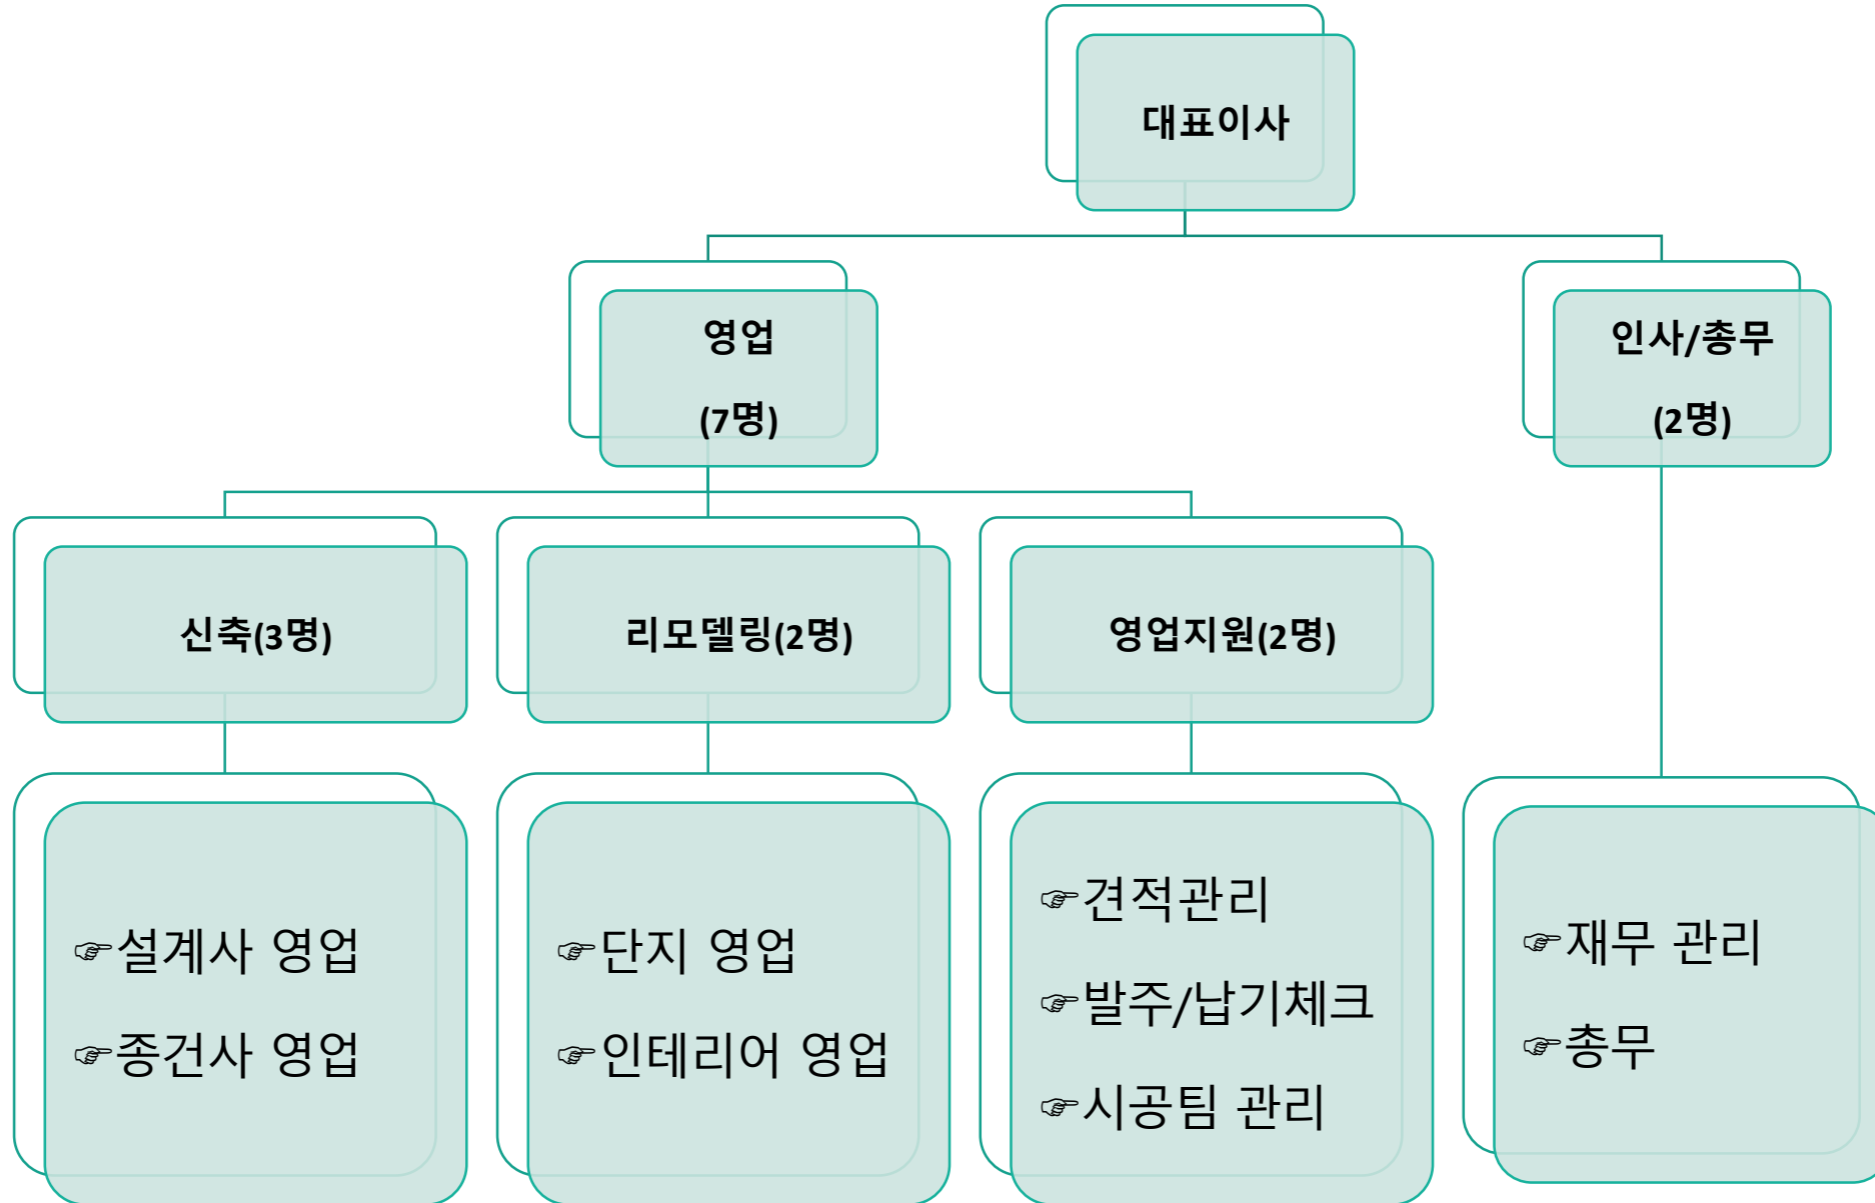 대표이사
영업
(7명)
인사/총무
(2명)
신축(3명)
리모델링(2명)
영업지원(2명)
☞설계사 영업
☞종건사 영업
☞단지 영업
☞인테리어 영업
☞견적관리
☞발주/납기체크
☞시공팀 관리
☞재무 관리
☞총무